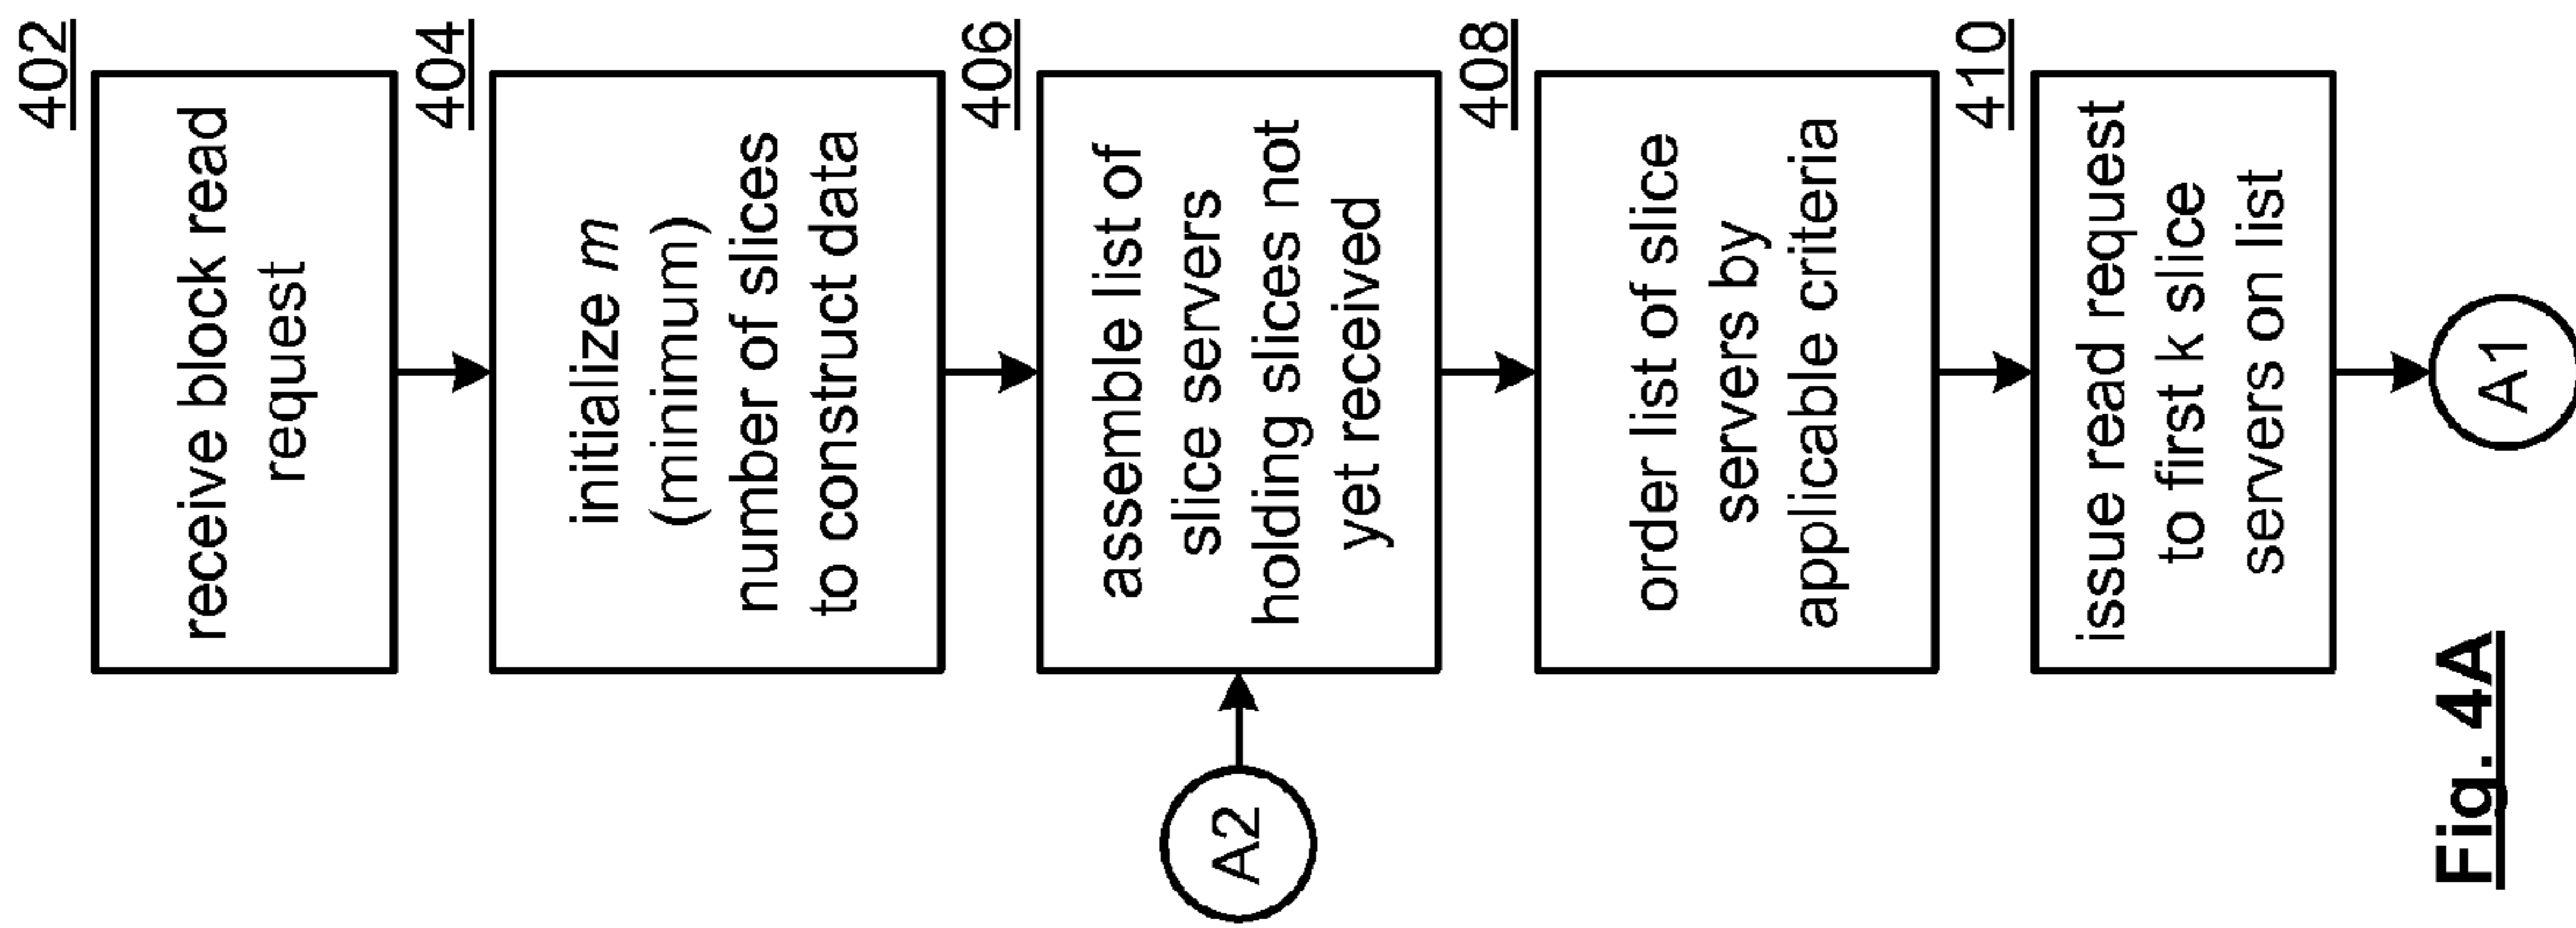 402
receive block read
request
404
initialize m
(minimum)
number of slices
to construct data
406
assemble list of
slice servers
holding slices not
yet received
A2
408
order list of slice
servers by
applicable criteria
410
issue read request
to first k slice
servers on list
A1
Fig. 4A